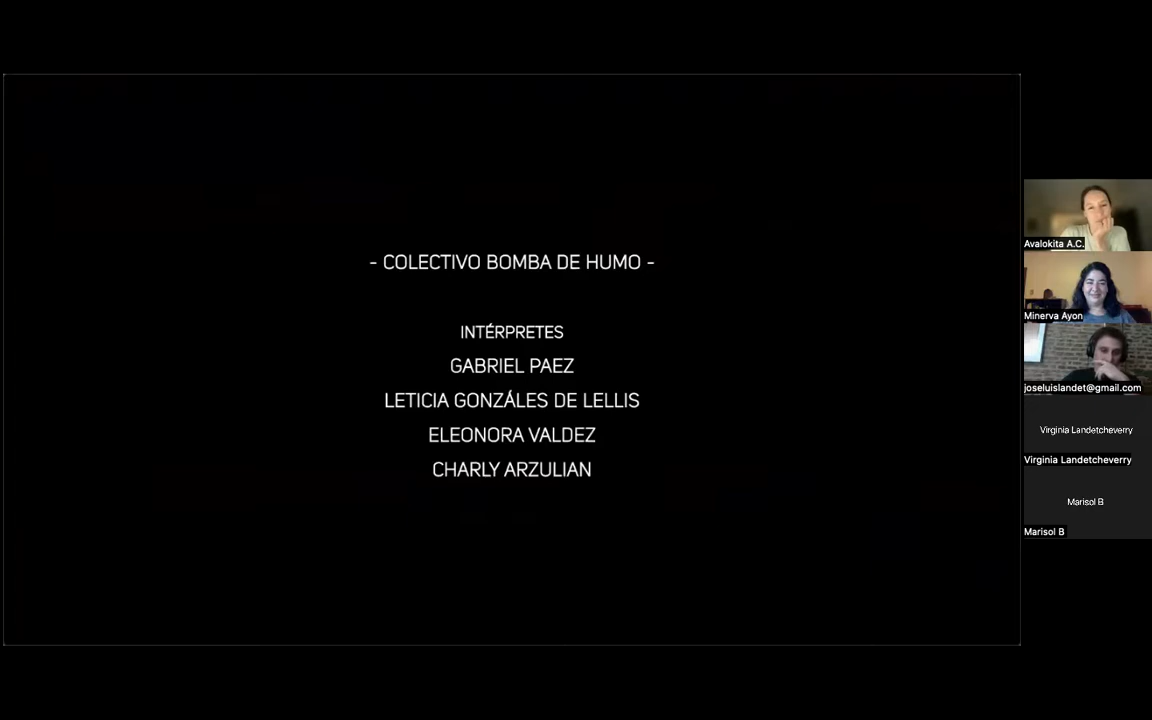 - COLECTIVO BOMBA DE HUMO -
INTÉRPRETES
GABRIEL PAEZ
LETICIA GONZÁLES DE LELLIS
ELEONORA VALDEZ
CHARLY ARZULIAN
Avalokita A.C.
Minerva Ayon
joseluislandet@gmail.com
Virginia Landetcheverry
Virginia Landetcheverry
Marisol B
Marisol B